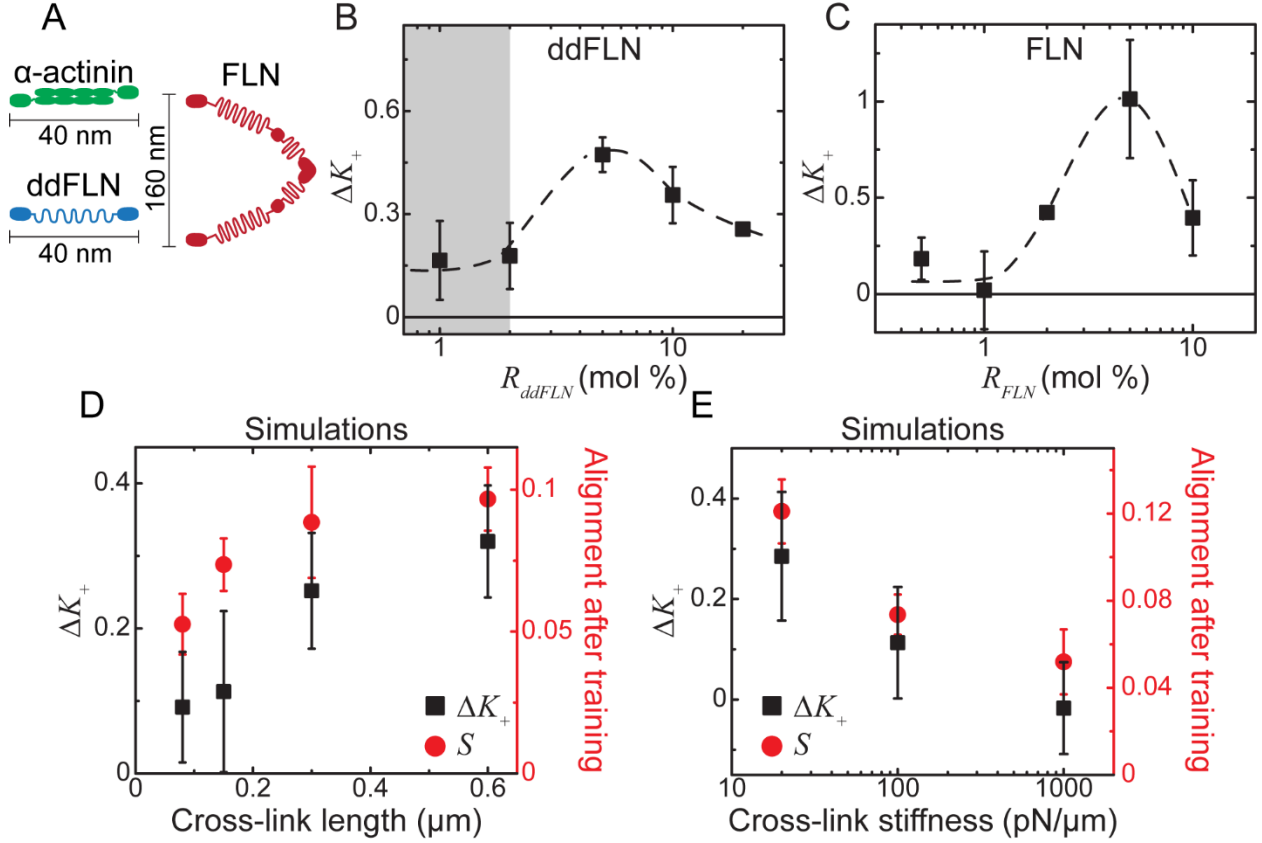 A
α-actinin
40 nm
ddFLN
40 nm
FLN
160 nm
B
ddFLN
ΔK₊
0.6
0.3
0
1
10
R_ddFLN (mol %)
C
FLN
ΔK₊
1
0.5
0
1
10
R_FLN (mol %)
D
Simulations
ΔK₊
0.4
0.2
0
0
0.2
0.4
0.6
Cross-link length (μm)
0.1
0.05
0
Alignment after training
ΔK₊
S
E
Simulations
ΔK₊
0.4
0.2
0
10
100
1000
Cross-link stiffness (pN/μm)
0.12
0.08
0.04
0
Alignment after training
ΔK₊
S